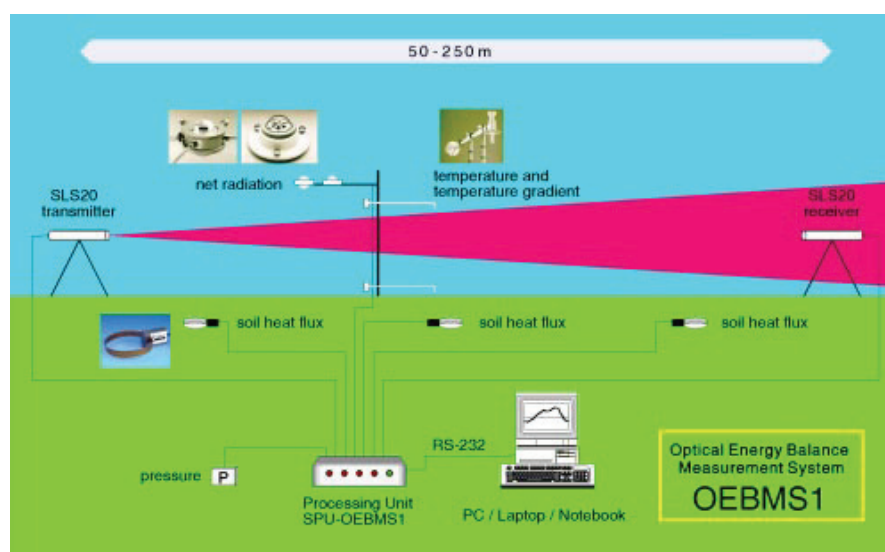 50-250 m
net radiation
temperature and
temperature gradient
SLS20
transmitter
SLS20
receiver
soil heat flux
soil heat flux
soil heat flux
pressure
P
RS-232
Processing Unit
SPU-OEBMS1
PC / Laptop / Notebook
Optical Energy Balance
Measurement System
OEBMS1